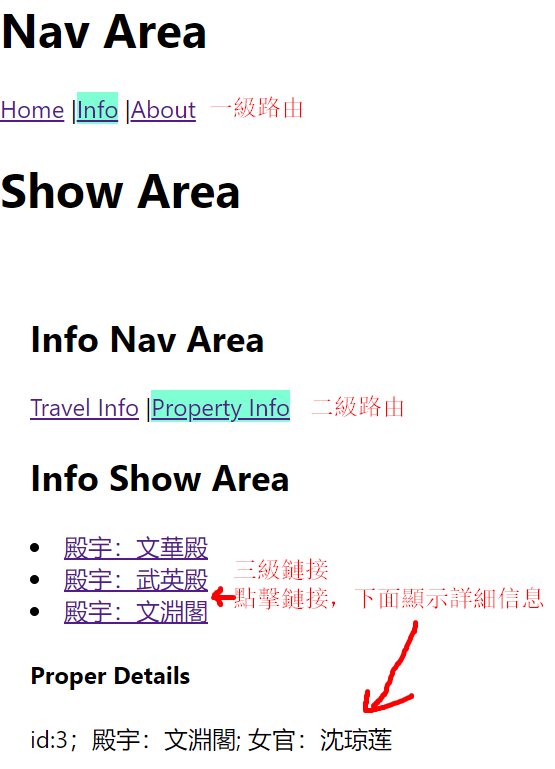 Nav Area
Home |Info |About 一級路由
Show Area
Info Nav Area
Travel Info |Property Info 二級路由
Info Show Area
殿宇：文華殿
殿宇：武英殿
殿宇：文淵閣
三級鏈接
點擊鏈接，下面顯示詳細信息
Proper Details
id:3；殿宇：文淵閣; 女官：沈琼莲